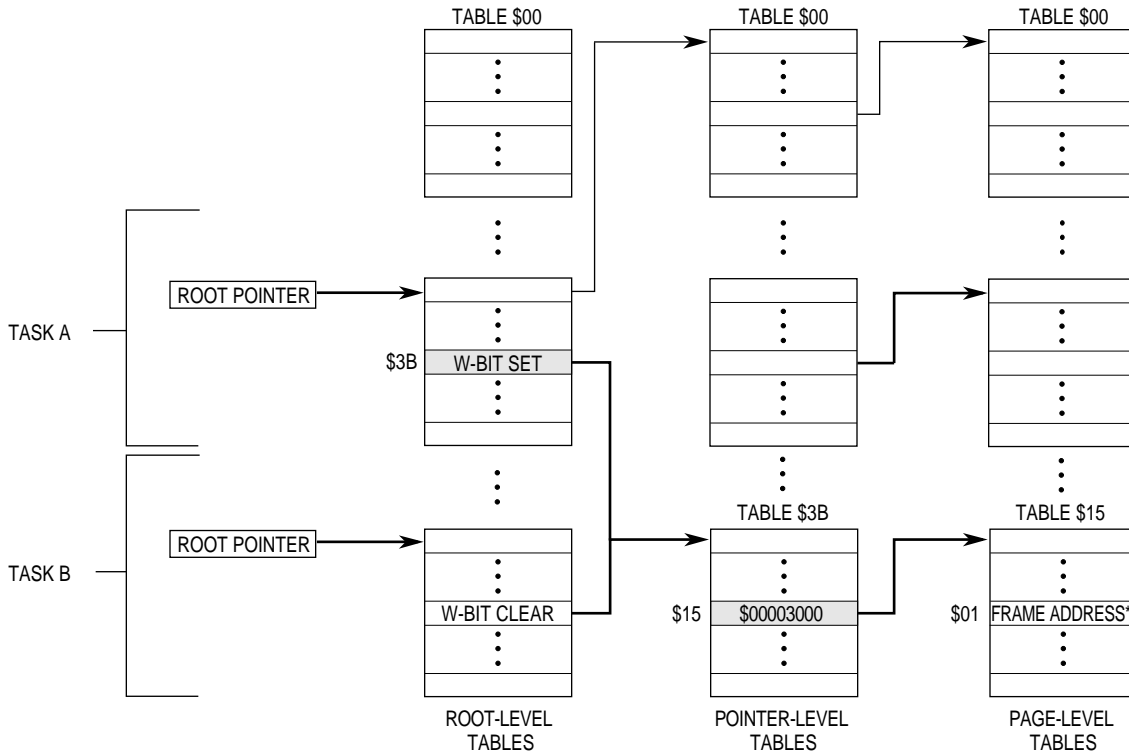 TABLE $00
TABLE $00
TABLE $00
TASK A
ROOT POINTER
$3B
W-BIT SET
TASK B
ROOT POINTER
W-BIT CLEAR
TABLE $3B
$15
$00003000
TABLE $15
$01
FRAME ADDRESS*
ROOT-LEVEL
TABLES
POINTER-LEVEL
TABLES
PAGE-LEVEL
TABLES